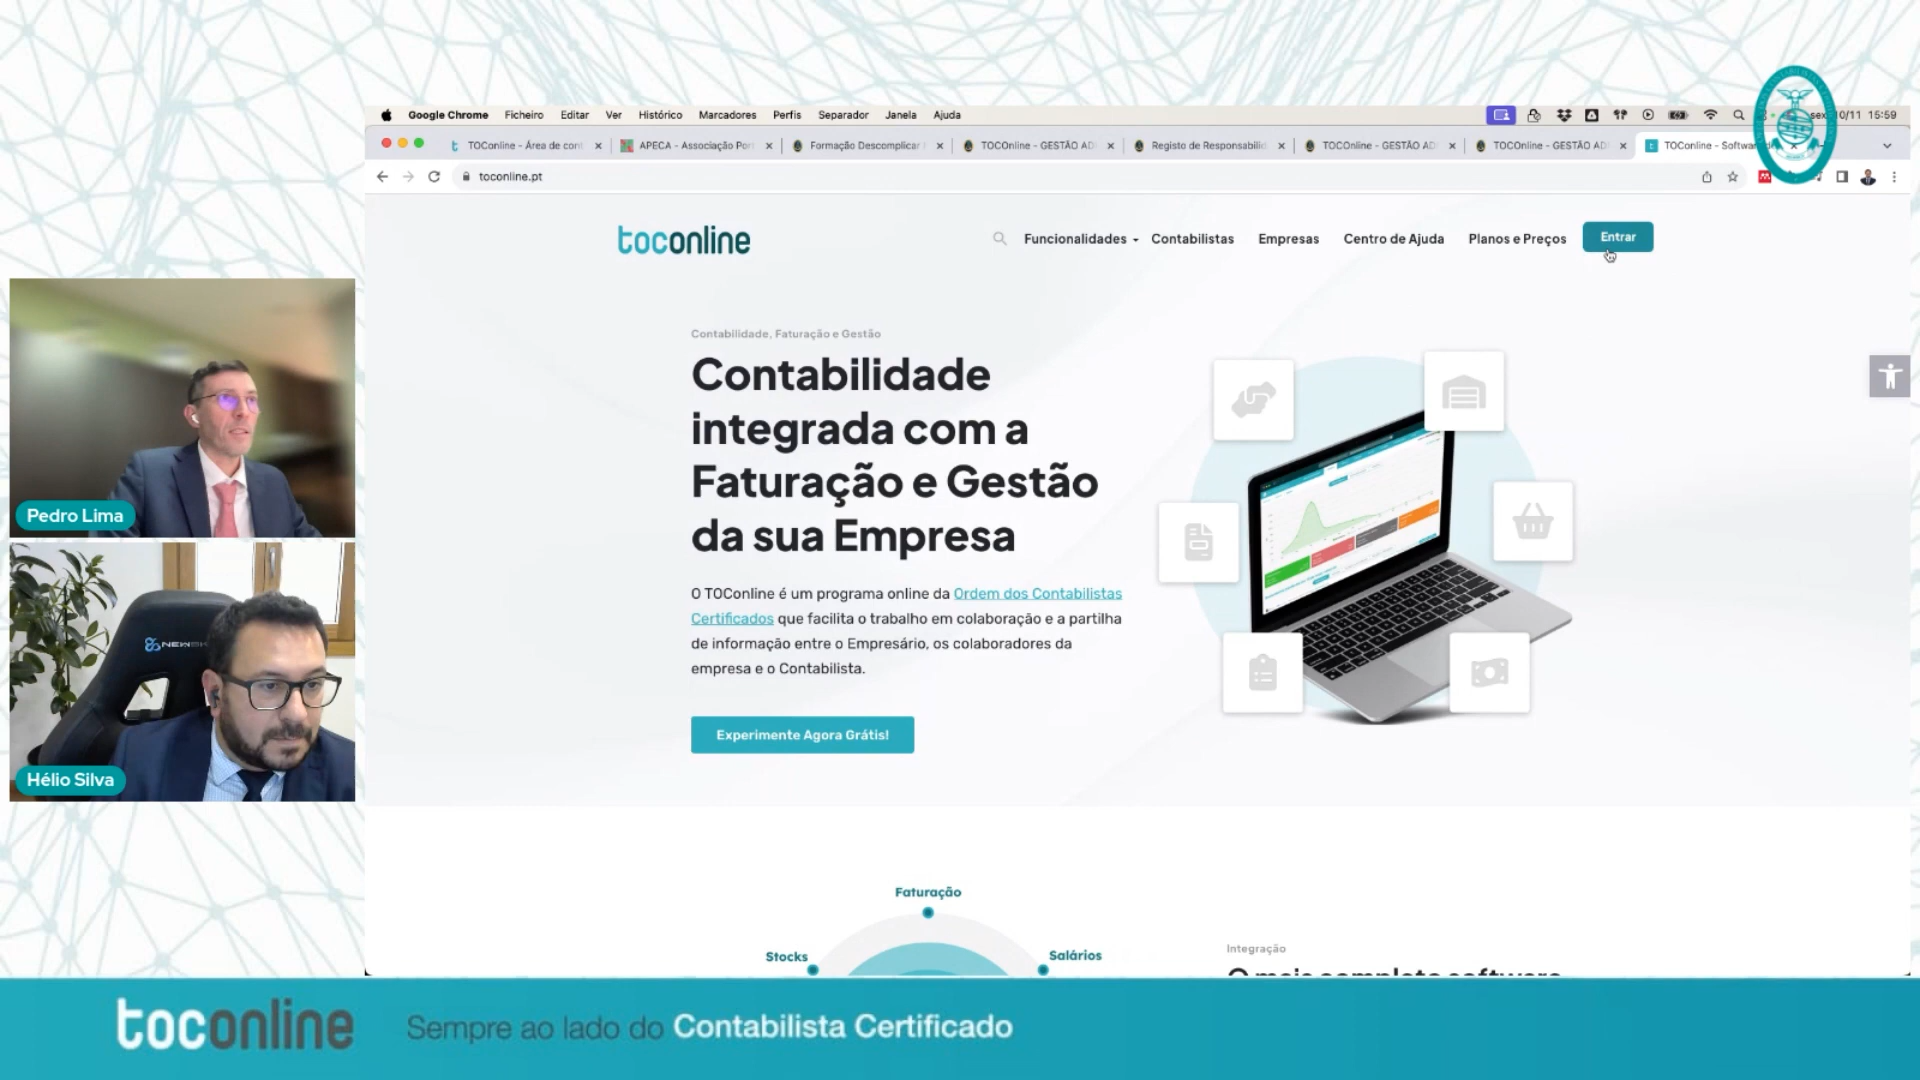 Google Chrome Ficheiro Editar Ver Histórico Marcadores Perfis Separador Janela Ajuda
10/11 15:59
TOConline - Área de cont
APECA - Associação Por
Formação Descomplicar
TOCOnline - GESTÃO AD
Registo de Responsabilid
TOCOnline - GESTÃO AD
TOCOnline - GESTÃO AD
TOConline - Softwa
toconline.pt
toconline
Funcionalidades
Contabilistas
Empresas
Centro de Ajuda
Planos e Preços
Entrar
Contabilidade, Faturação e Gestão
Contabilidade
integrada com a
Faturação e Gestão
da sua Empresa
O TOConline é um programa online da Ordem dos Contabilistas
Certificados que facilita o trabalho em colaboração e a partilha
de informação entre o Empresário, os colaboradores da
empresa e o Contabilista.
Experimente Agora Grátis!
Pedro Lima
Hélio Silva
Faturação
Stocks
Salários
Integração
O mais completo software
toconline
Sempre ao lado do Contabilista Certificado